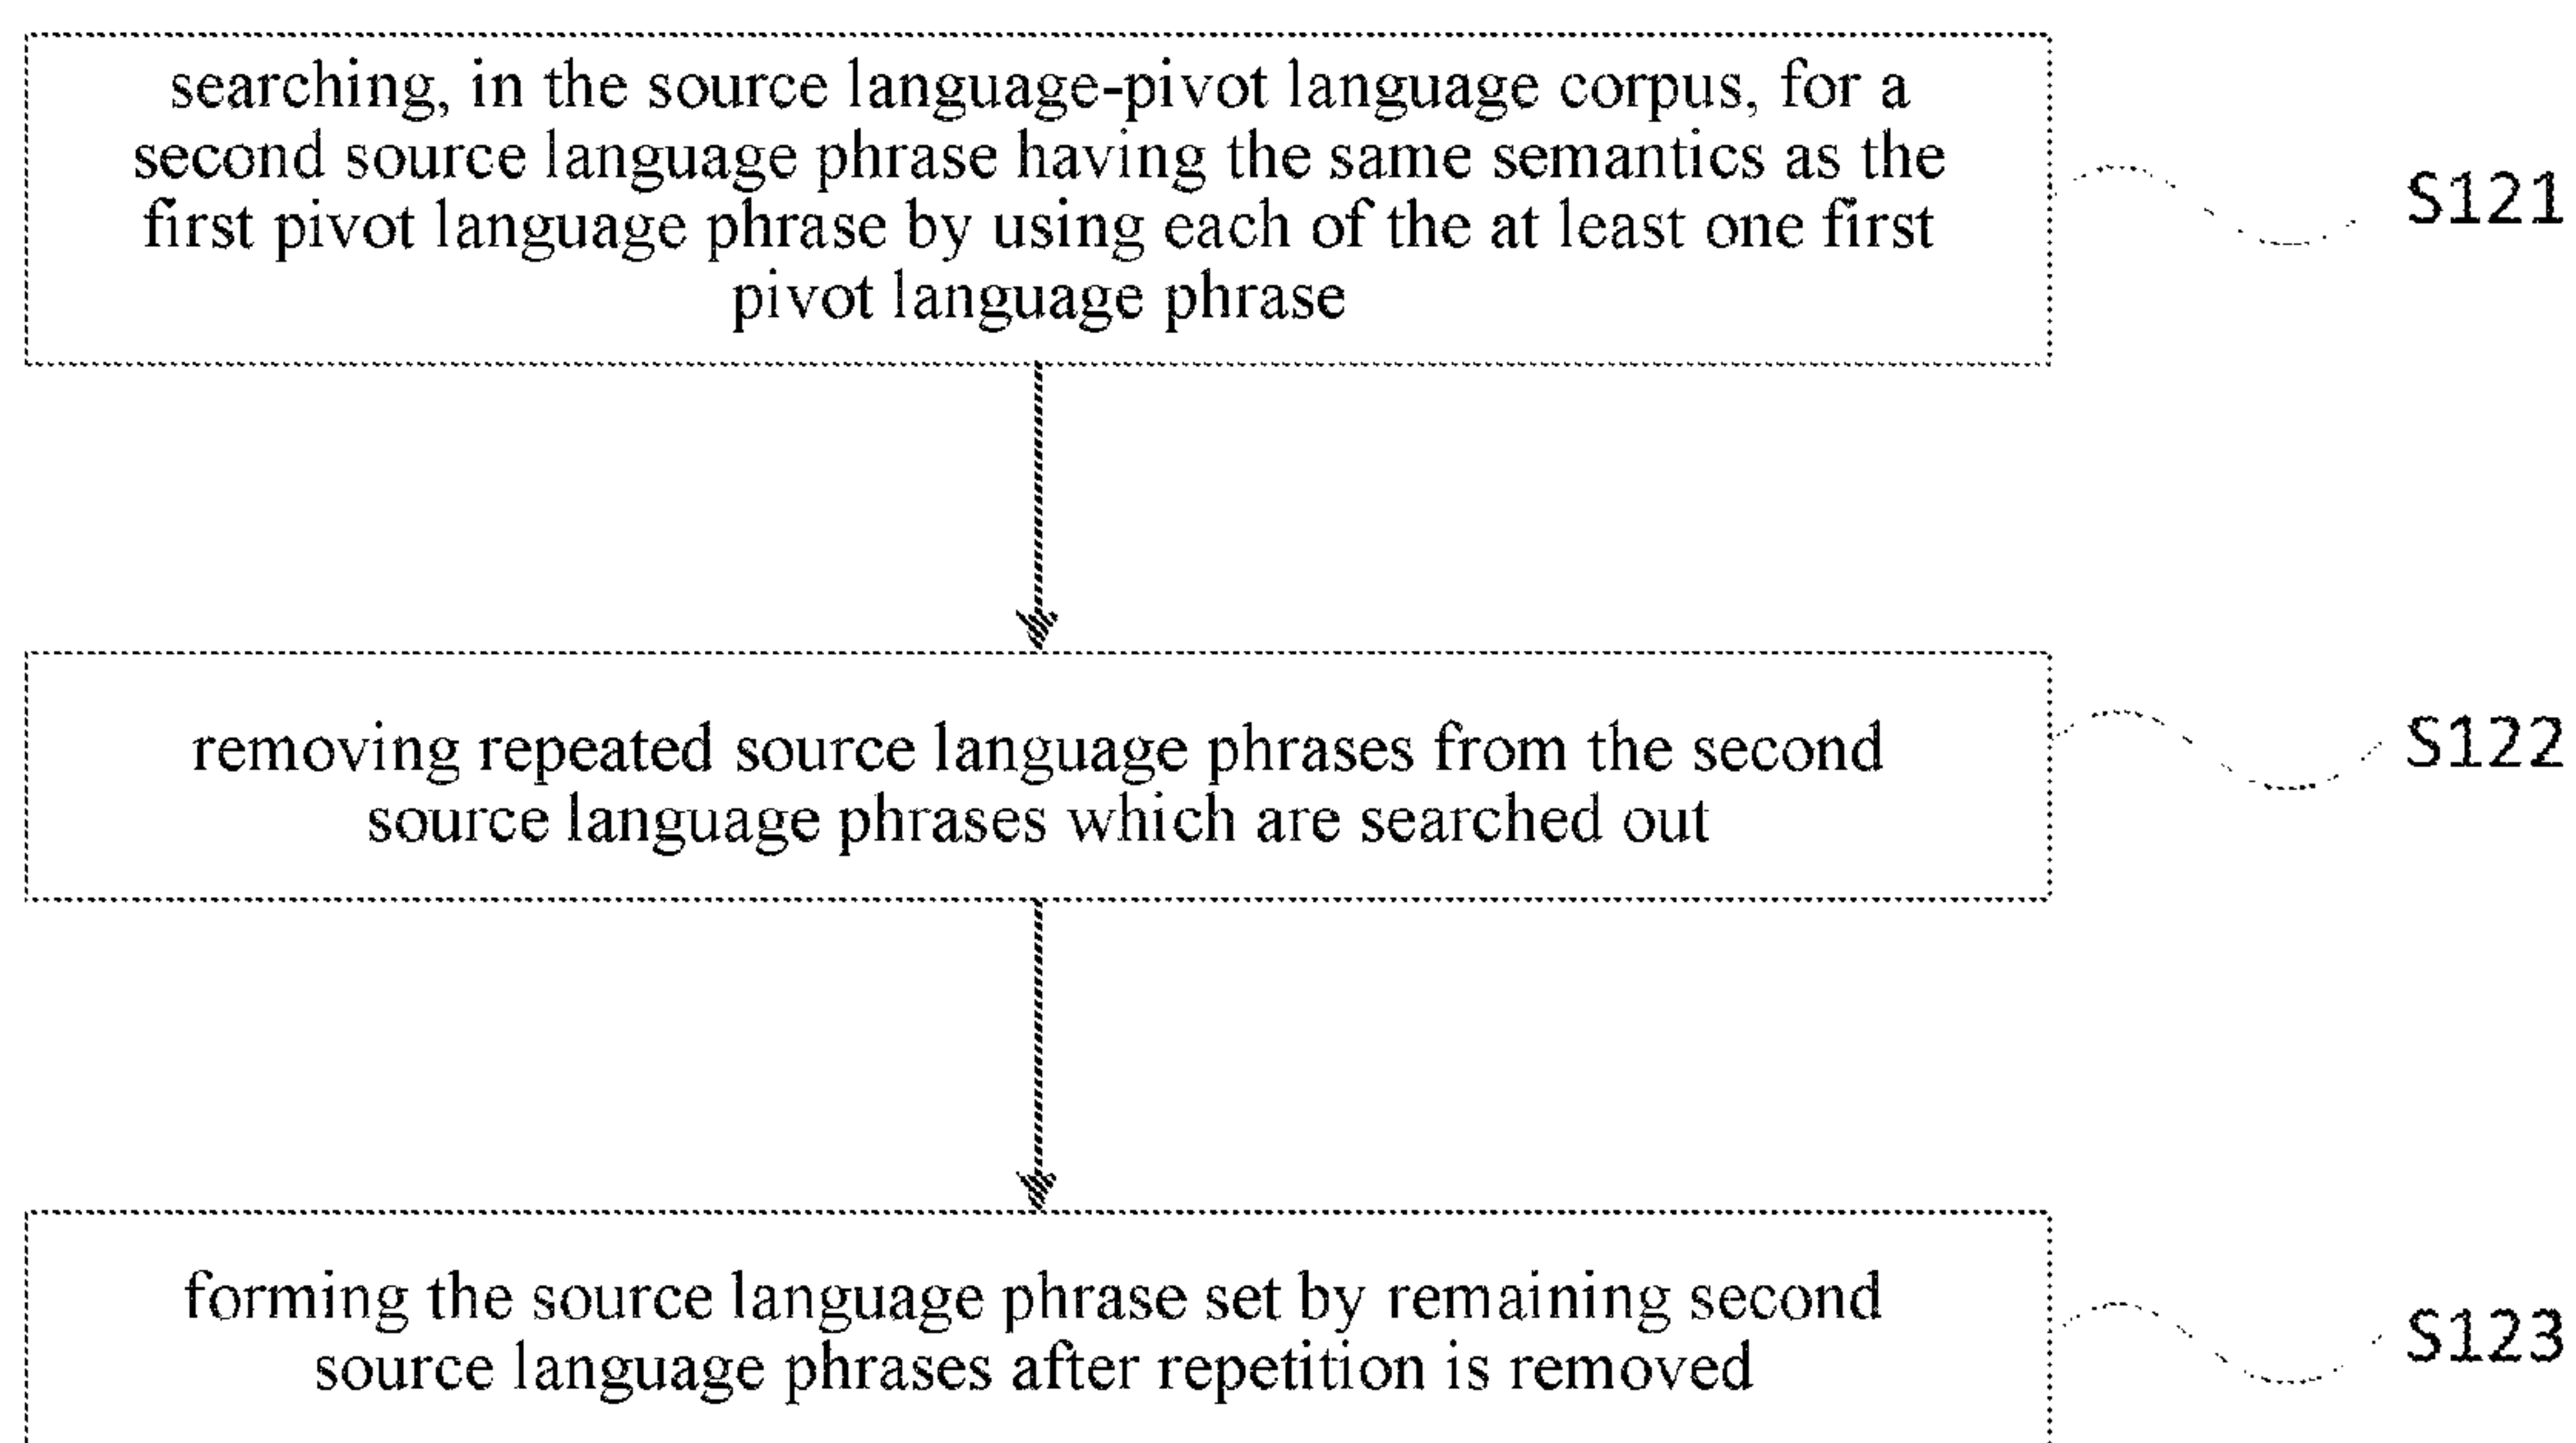 searching, in the source language-pivot language corpus, for a
second source language phrase having the same semantics as the
first pivot language phrase by using each of the at least one first
pivot language phrase
S121
removing repeated source language phrases from the second
source language phrases which are searched out
S122
forming the source language phrase set by remaining second
source language phrases after repetition is removed
S123